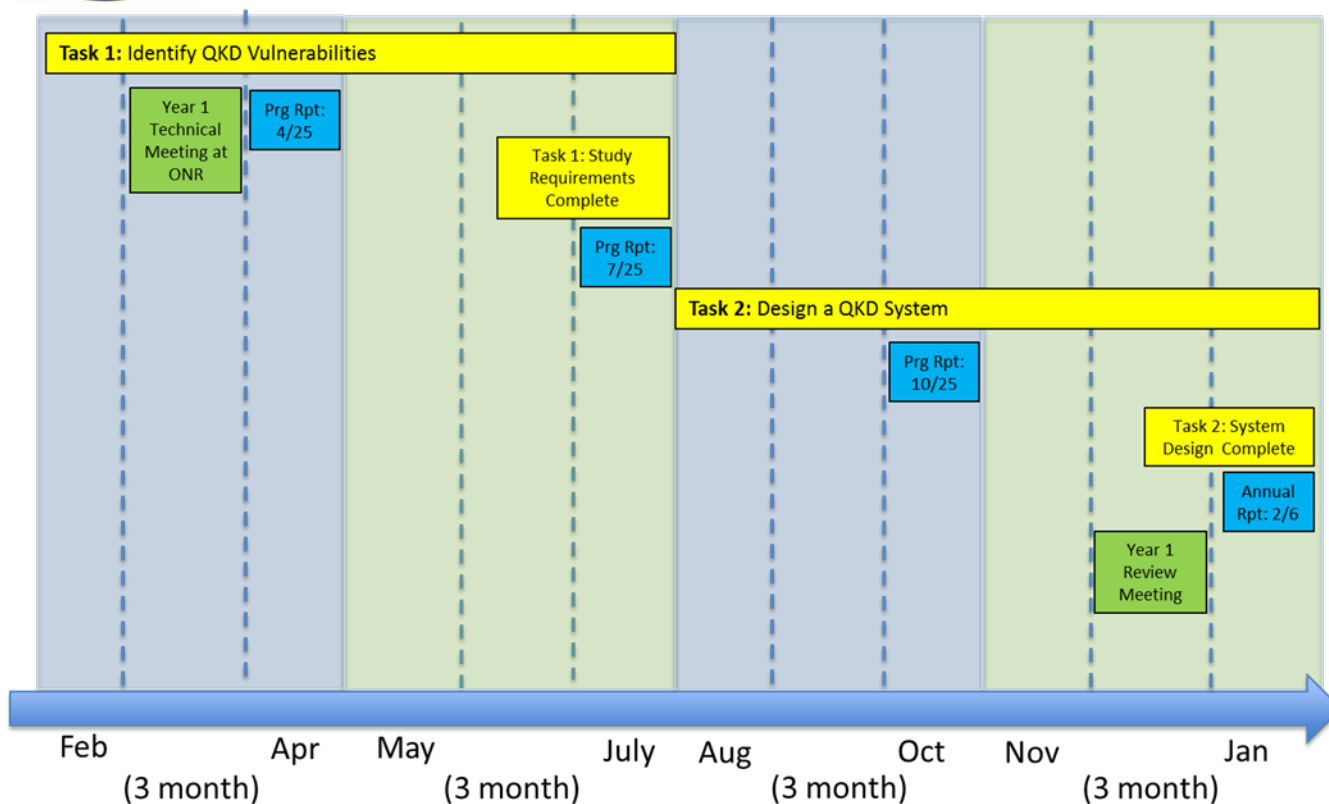 Task 1: Identify QKD Vulnerabilities
Year 1
Technical
Meeting at
ONR
Prg Rpt:
4/25
Task 1: Study
Requirements
Complete
Prg Rpt:
7/25
Task 2: Design a QKD System
Prg Rpt:
10/25
Task 2: System
Design Complete
Annual
Rpt: 2/6
Year 1
Review
Meeting
Feb Apr May July Aug Oct Nov Jan
(3 month) (3 month) (3 month) (3 month)